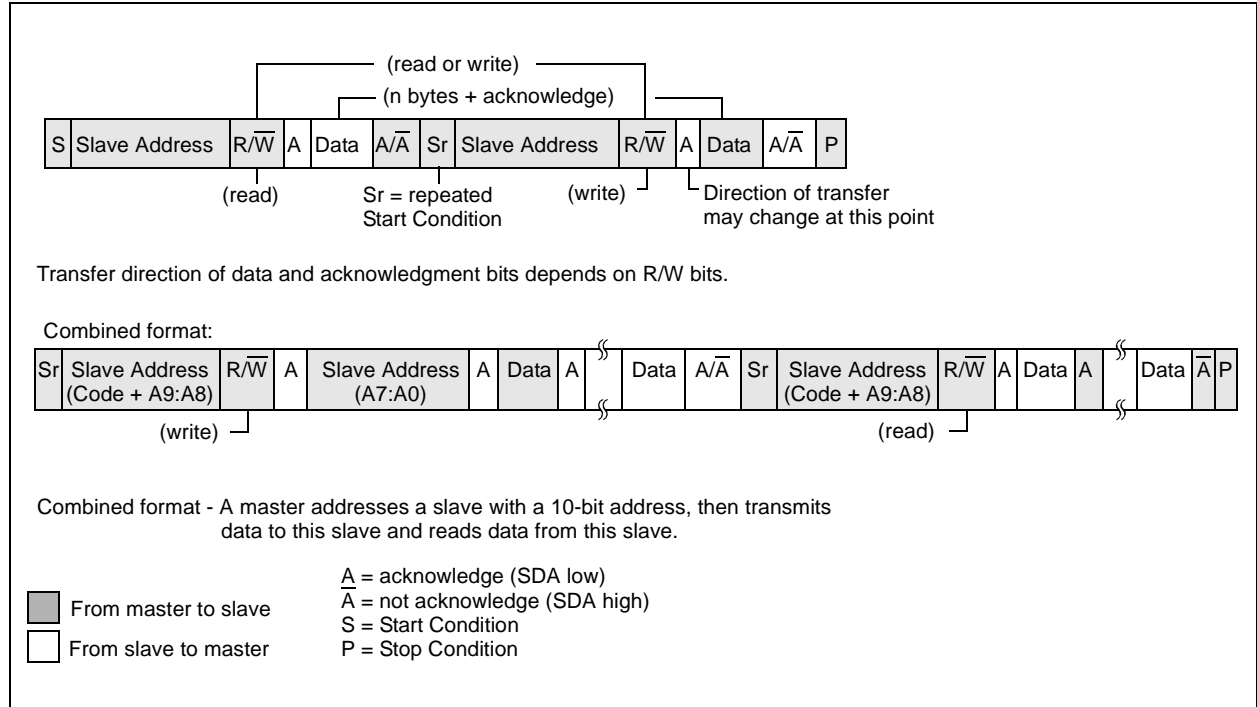 (read or write)
(n bytes + acknowledge)
S Slave Address R/W̅ A Data A/A̅ Sr Slave Address R/W̅ A Data A/A̅ P
(read) Sr = repeated Start Condition (write) Direction of transfer may change at this point
Transfer direction of data and acknowledgment bits depends on R/W bits.
Combined format:
Sr Slave Address (Code + A9:A8) R/W̅ A Slave Address (A7:A0) A Data A Data A/A̅ Sr Slave Address (Code + A9:A8) R/W̅ A Data A Data A̅ P
(write) (read)
Combined format - A master addresses a slave with a 10-bit address, then transmits
data to this slave and reads data from this slave.
A = acknowledge (SDA low)
A̅ = not acknowledge (SDA high)
S = Start Condition
P = Stop Condition
From master to slave
From slave to master